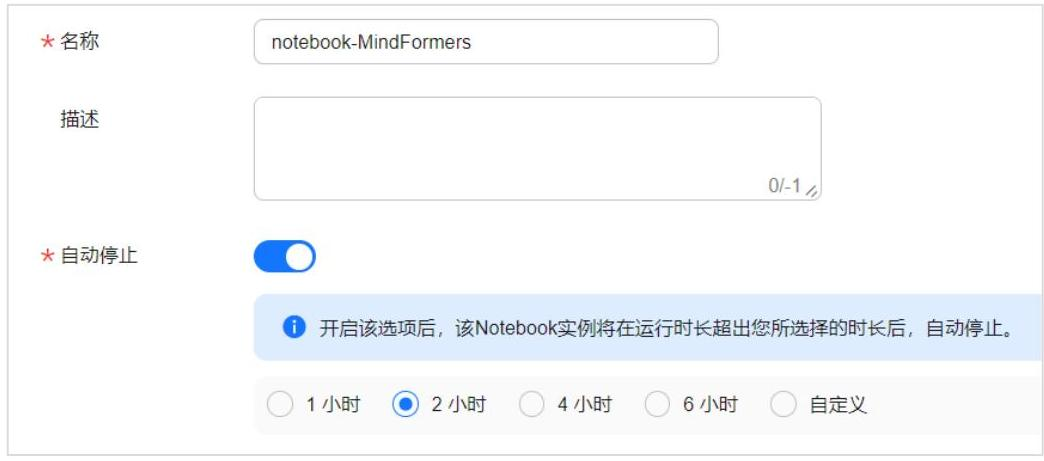 * 名称 notebook-MindFormers
描述
0/-1
* 自动停止
开启该选项后，该Notebook实例将在运行时长超出您所选择的时长后，自动停止。
1 小时 2 小时 4 小时 6 小时 自定义